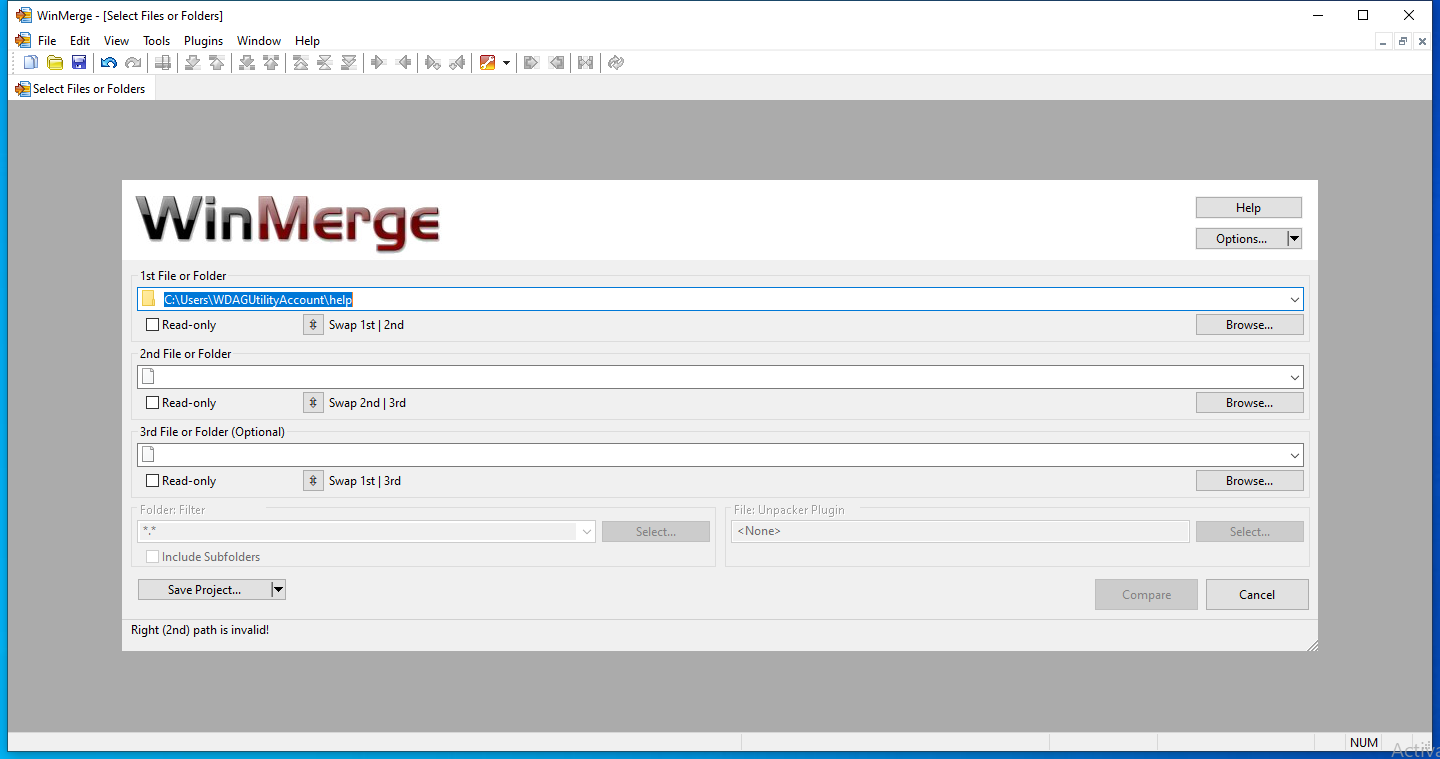 WinMerge - [Select Files or Folders]
File Edit View Tools Plugins Window Help
Select Files or Folders
WinMerge
Help
Options...
1st File or Folder
C:\Users\WDAGUtilityAccount\help
Read-only Swap 1st | 2nd Browse...
2nd File or Folder
Read-only Swap 2nd | 3rd Browse...
3rd File or Folder (Optional)
Read-only Swap 1st | 3rd Browse...
Folder: Filter File: Unpacker Plugin
*.* Select... <None> Select...
Include Subfolders
Save Project... Compare Cancel
Right (2nd) path is invalid!
NUM